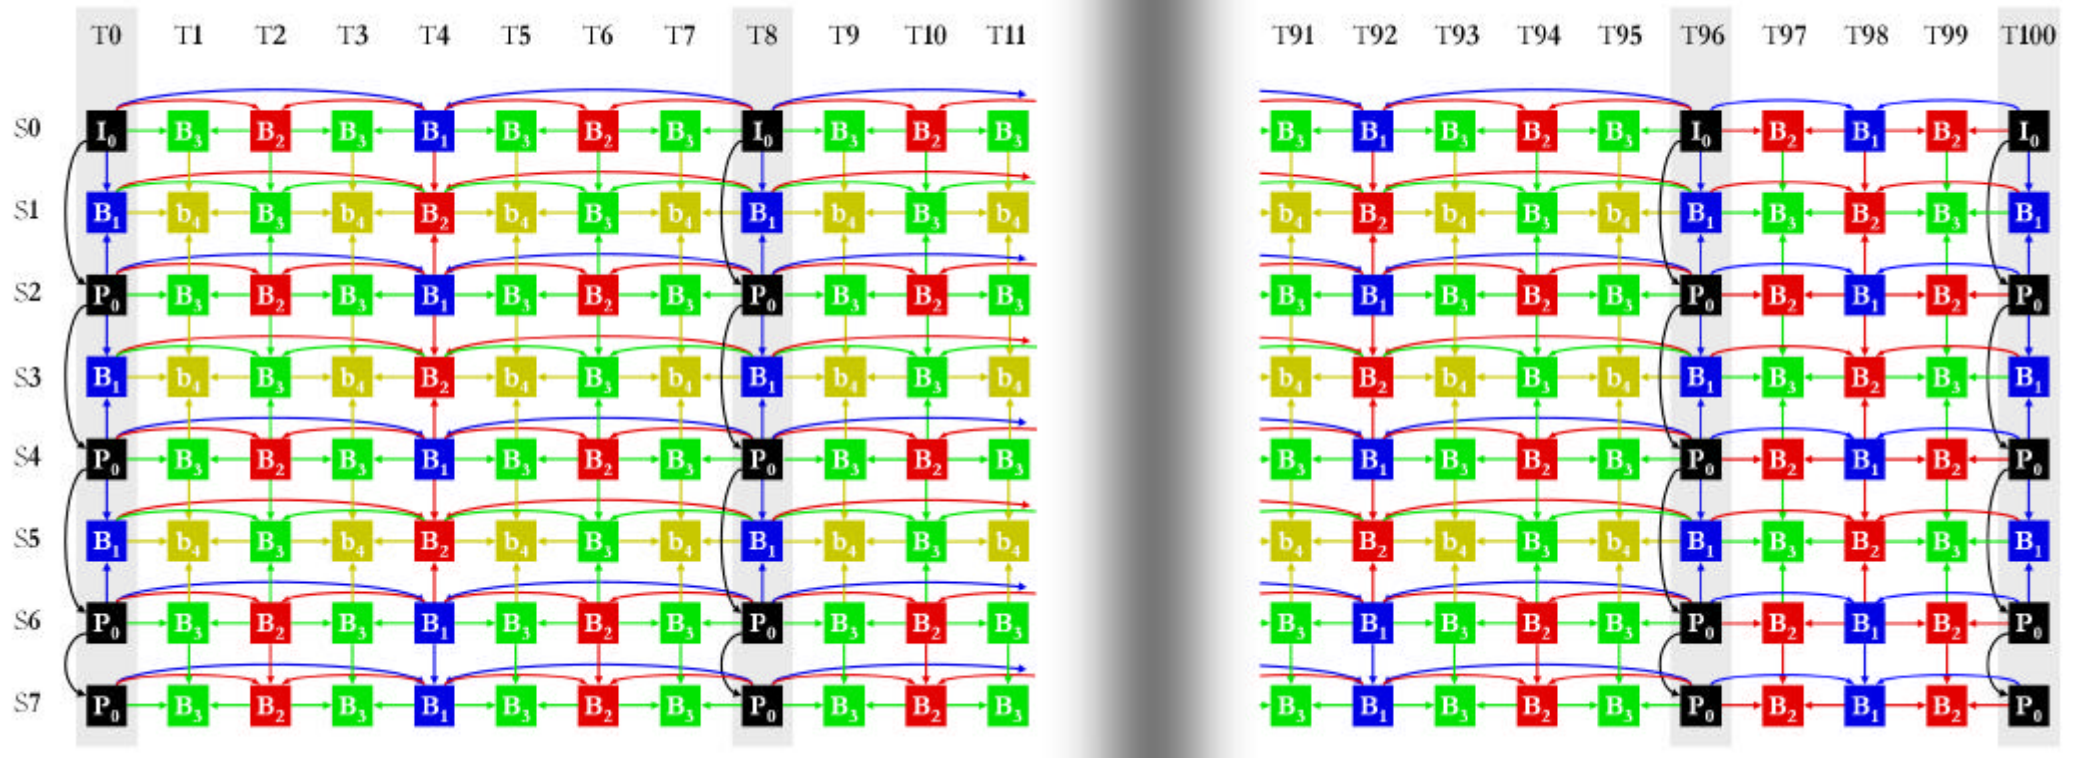 T0 T1 T2 T3 T4 T5 T6 T7 T8 T9 T10 T11 T91 T92 T93 T94 T95 T96 T97 T98 T99 T100
S0 I0 B3 B2 B3 B1 B3 B2 B3 I0 B3 B2 B3 B3 B1 B3 B2 B3 I0 B2 B1 B2 I0
S1 B1 b4 B3 b4 B2 b4 B3 b4 B1 b4 B3 b4 b4 B2 b4 B3 b4 B1 B3 B2 B3 B1
S2 P0 B3 B2 B3 B1 B3 B2 B3 P0 B3 B2 B3 B3 B1 B3 B2 B3 P0 B2 B1 B2 P0
S3 B1 b4 B3 b4 B2 b4 B3 b4 B1 b4 B3 b4 b4 B2 b4 B3 b4 B1 B3 B2 B3 B1
S4 P0 B3 B2 B3 B1 B3 B2 B3 P0 B3 B2 B3 B3 B1 B3 B2 B3 P0 B2 B1 B2 P0
S5 B1 b4 B3 b4 B2 b4 B3 b4 B1 b4 B3 b4 b4 B2 b4 B3 b4 B1 B3 B2 B3 B1
S6 P0 B3 B2 B3 B1 B3 B2 B3 P0 B3 B2 B3 B3 B1 B3 B2 B3 P0 B2 B1 B2 P0
S7 P0 B3 B2 B3 B1 B3 B2 B3 P0 B3 B2 B3 B3 B1 B3 B2 B3 P0 B2 B1 B2 P0